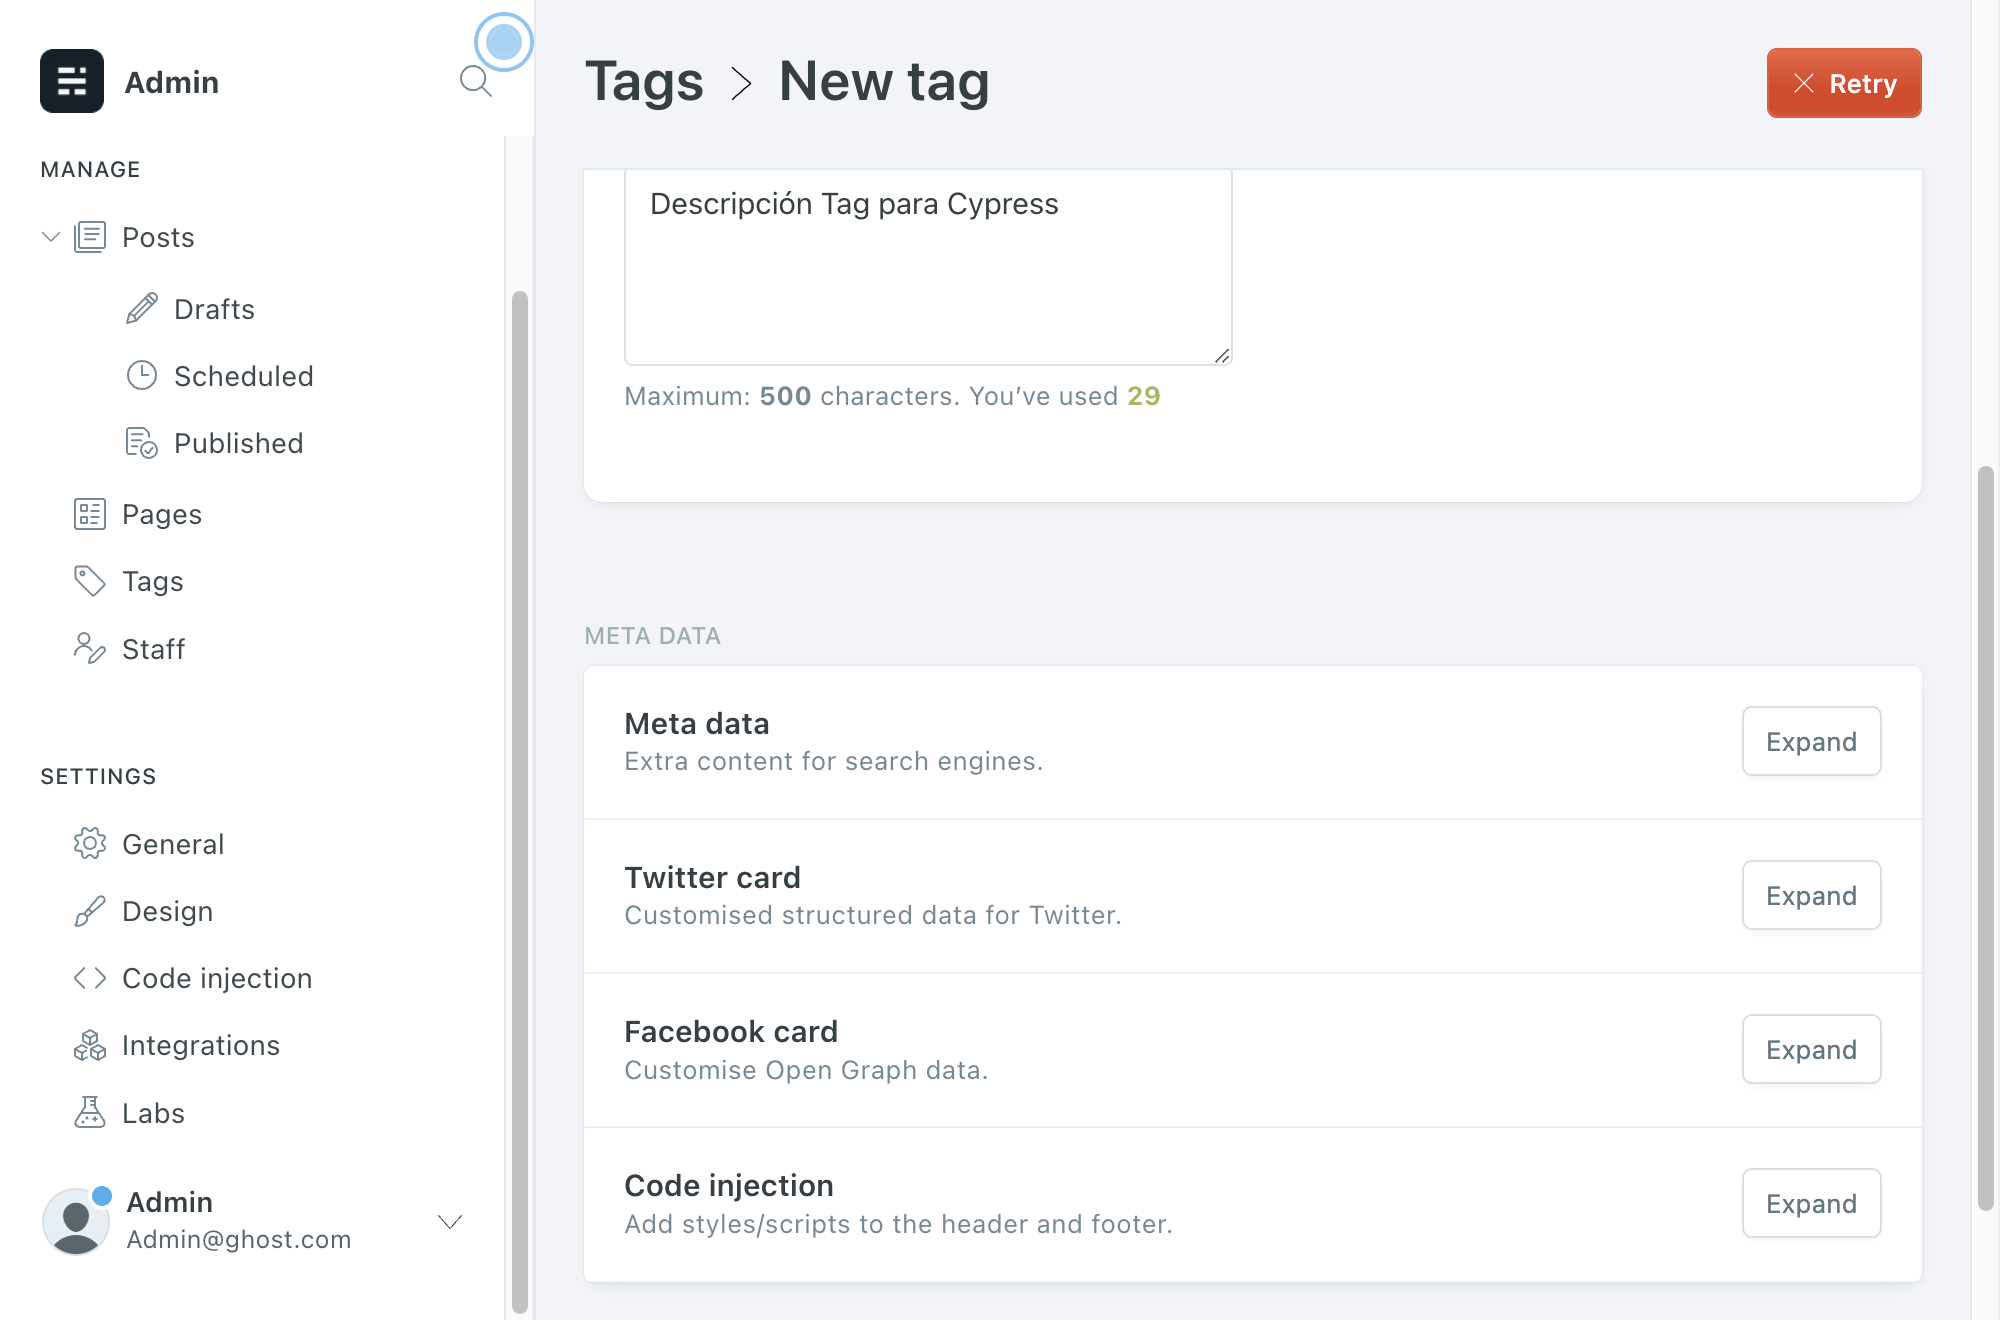 Admin
MANAGE
Posts
Drafts
Scheduled
Published
Pages
Tags
Staff
SETTINGS
General
Design
Code injection
Integrations
Labs
Admin
Admin@ghost.com
Tags > New tag
Retry
Descripción Tag para Cypress
Maximum: 500 characters. You’ve used 29
META DATA
Meta data
Extra content for search engines.
Expand
Twitter card
Customised structured data for Twitter.
Expand
Facebook card
Customise Open Graph data.
Expand
Code injection
Add styles/scripts to the header and footer.
Expand